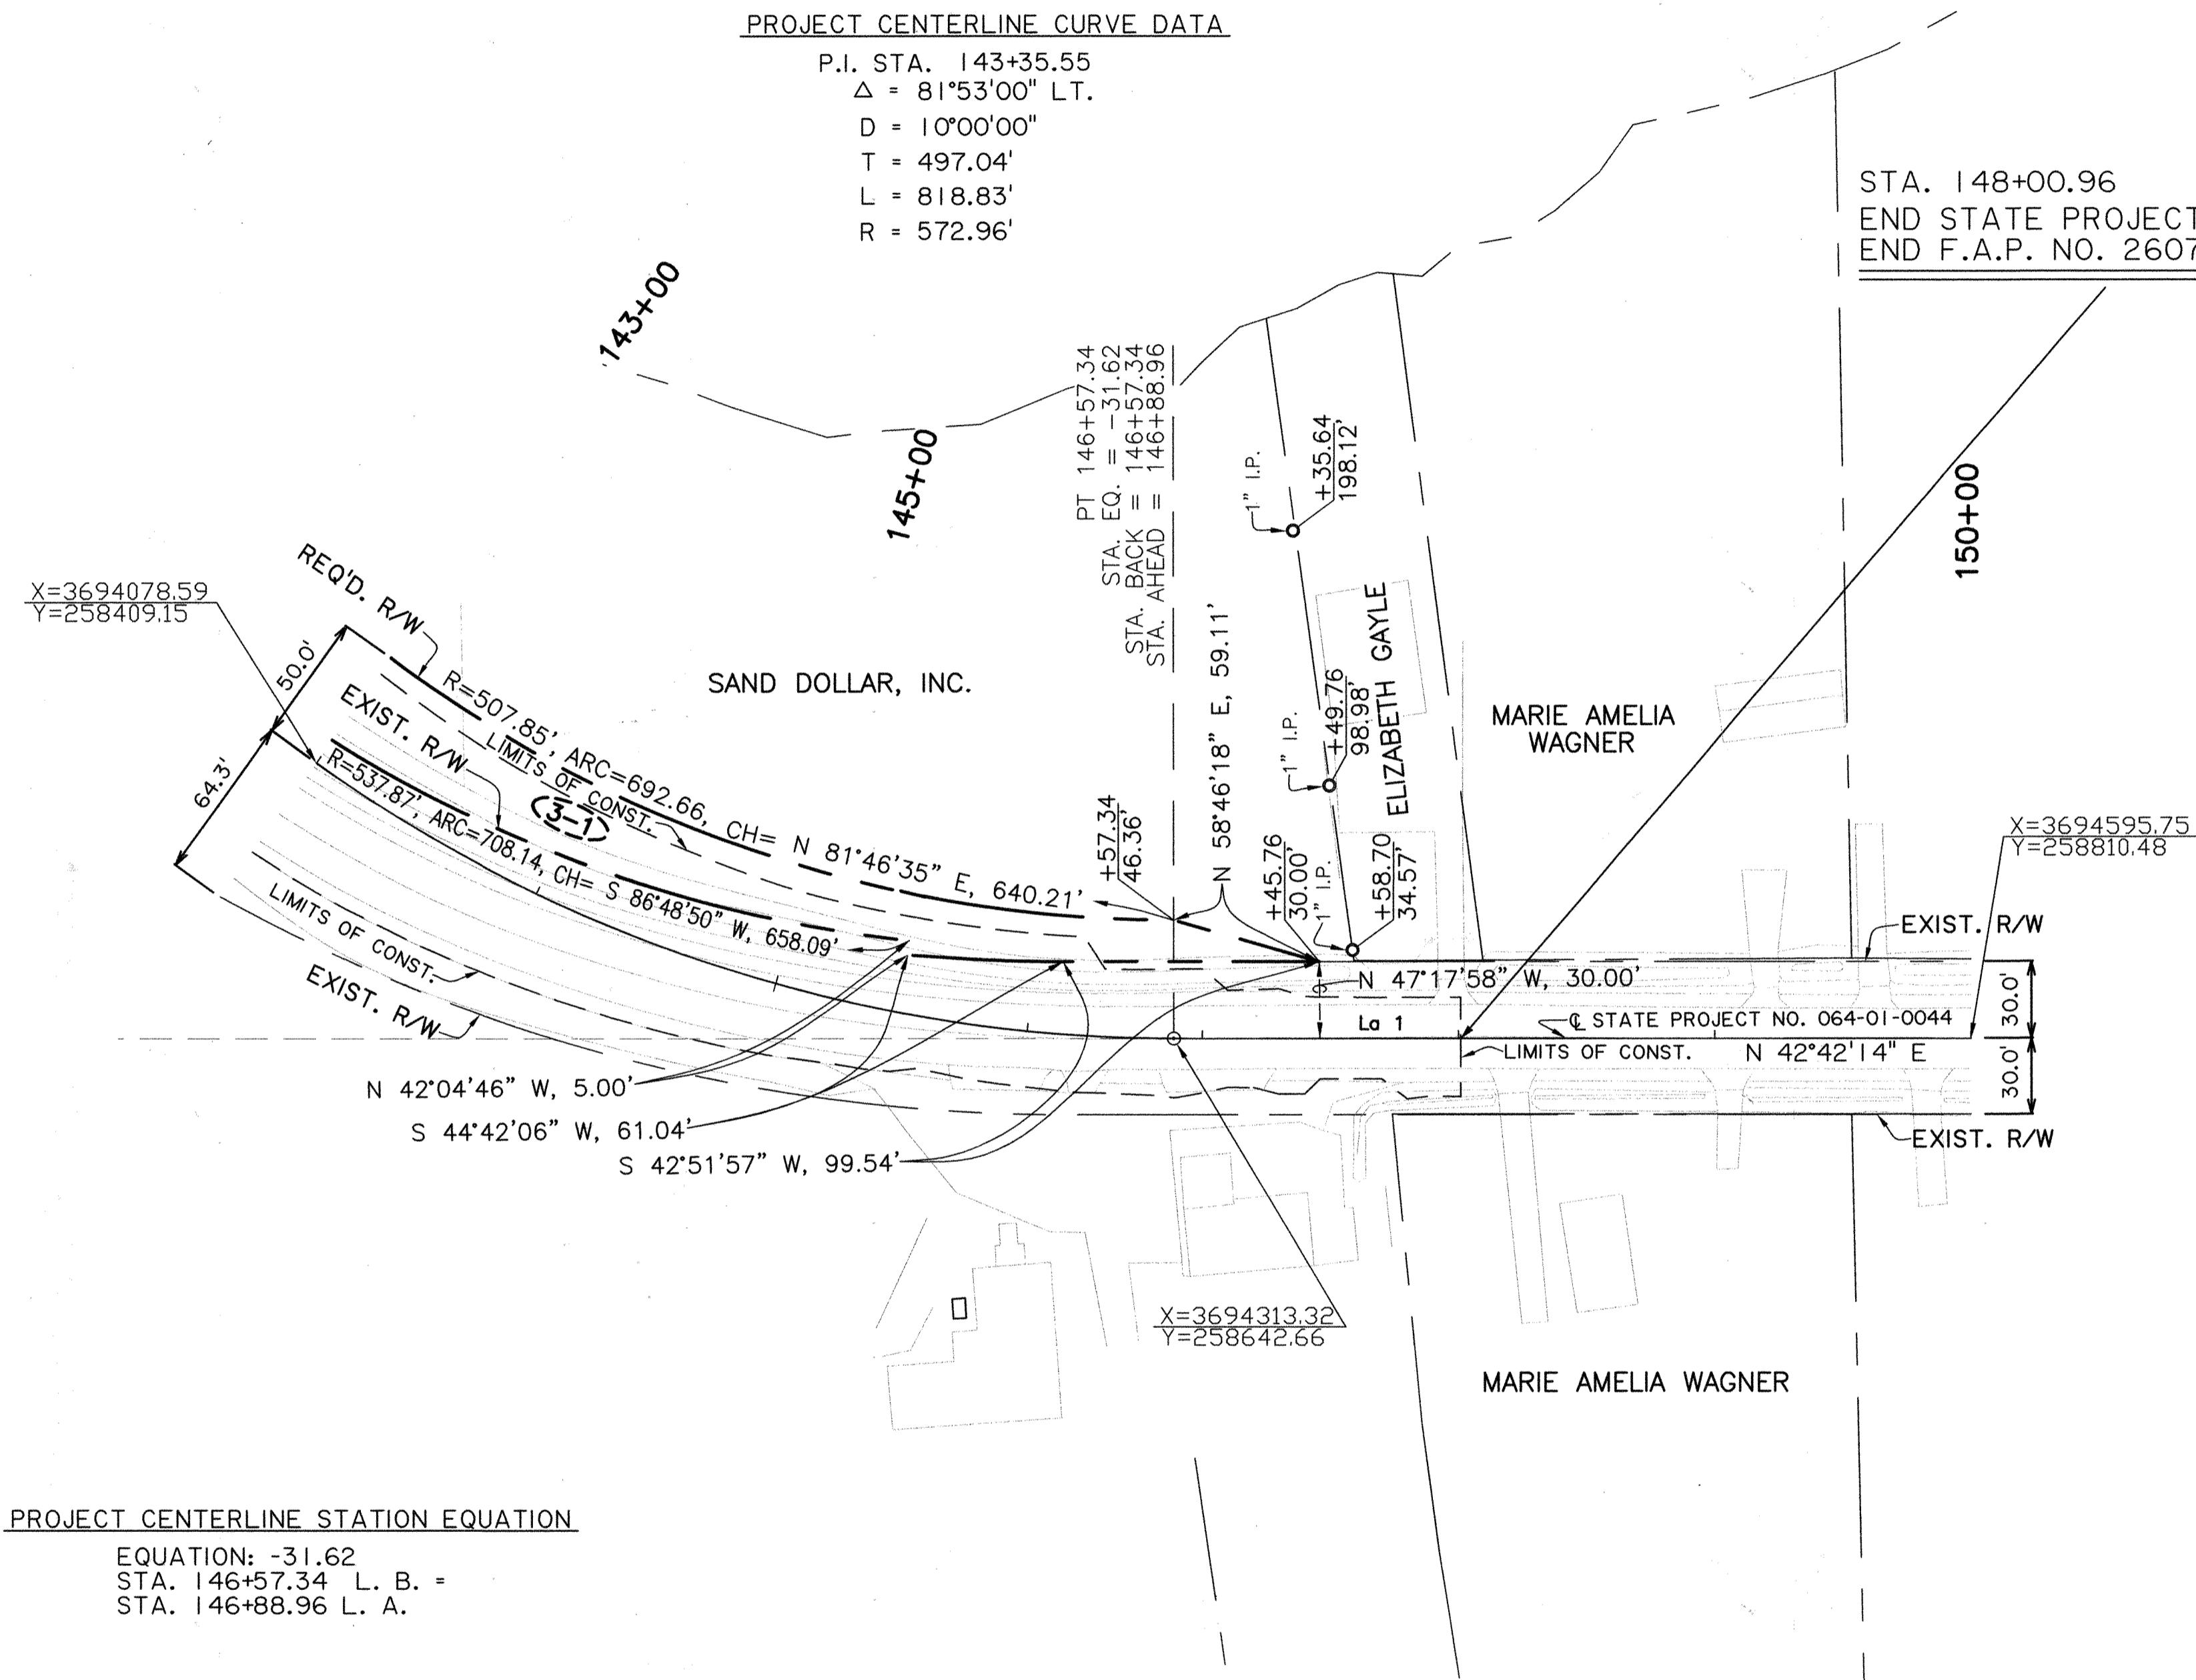 PROJECT CENTERLINE CURVE DATA
P.I. STA. 143+35.55
△ = 81°53'00" LT.
D = 10°00'00"
T = 497.04'
L = 818.83'
R = 572.96'
STA. 148+00.96
END STATE PROJECT
END F.A.P. NO. 2607
143+00
145+00
150+00
PT 146+57.34
STA. EQ. = -31.62
STA. BACK = 146+57.34
STA. AHEAD = 146+88.96
1" I.P.
+35.64
198.12'
X=3694078.59
Y=258409.15
REQ'D. R/W
50.0'
64.3'
SAND DOLLAR, INC.
N 58°46'18" E, 59.11'
1" I.P.
+49.76
98.98'
ELIZABETH GAYLE
MARIE AMELIA
WAGNER
R=507.85', ARC=692.66, CH= N 81°46'35" E, 640.21'
EXIST. R/W
LIMITS OF CONST.
(3-1)
R=537.87', ARC=708.14, CH= S 86°48'50" W, 658.09'
+57.34
46.36'
+45.76
30.00'
1" I.P.
+58.70
34.57'
X=3694595.75
Y=258810.48
LIMITS OF CONST.
EXIST. R/W
EXIST. R/W
N 47°17'58" W, 30.00'
La 1
℄ STATE PROJECT NO. 064-01-0044
30.0'
LIMITS OF CONST.
N 42°42'14" E
30.0'
N 42°04'46" W, 5.00'
S 44°42'06" W, 61.04'
S 42°51'57" W, 99.54'
EXIST. R/W
X=3694313.32
Y=258642.66
MARIE AMELIA WAGNER
PROJECT CENTERLINE STATION EQUATION
EQUATION: -31.62
STA. 146+57.34 L. B. =
STA. 146+88.96 L. A.